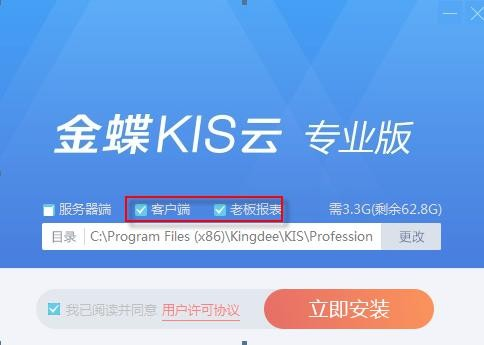 金蝶KIS云 专业版
服务器端 客户端 老板报表 需3.3G(剩余62.8G)
目录 C:\Program Files (x86)\Kingdee\KIS\Profession 更改
我已阅读并同意 用户许可协议 立即安装